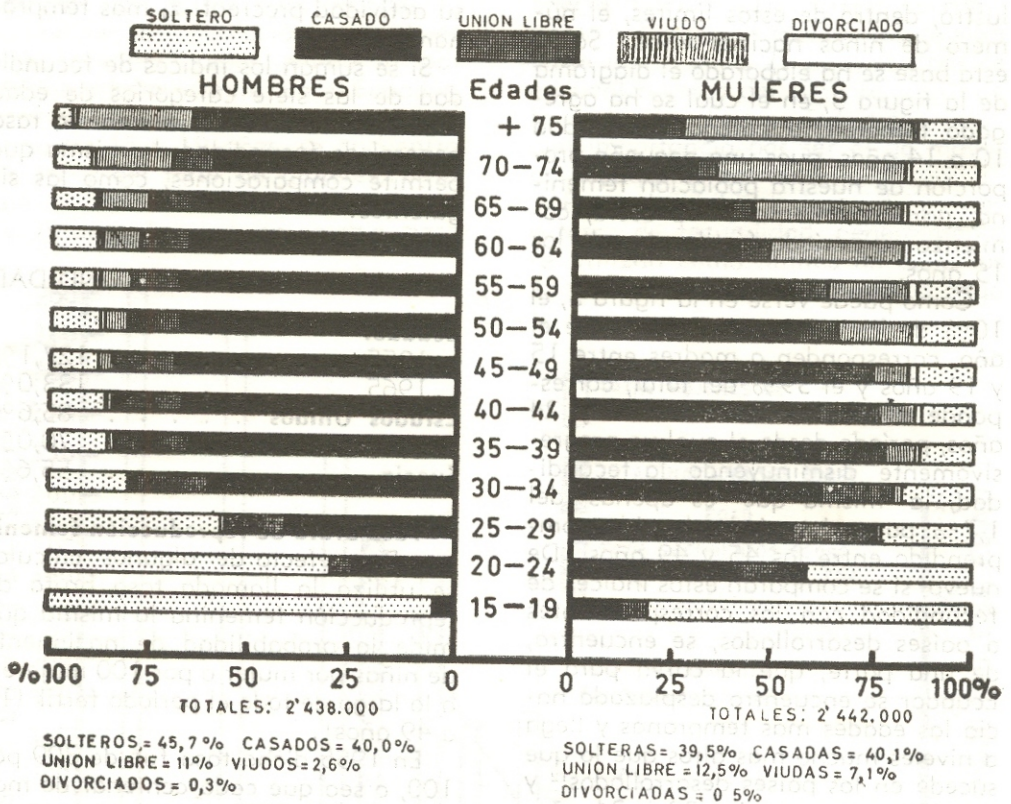 SOLTERO CASADO UNION LIBRE VIUDO DIVORCIADO
HOMBRES Edades MUJERES
+ 75
70-74
65-69
60-64
55-59
50-54
45-49
40-44
35-39
30-34
25-29
20-24
15-19
%100 75 50 25 0 0 25 50 75 100%
TOTALES: 2'438.000
TOTALES: 2'442.000
SOLTEROS,= 45,7% CASADOS = 40,0%
UNION LIBRE = 11% VIUDOS = 2,6%
DIVORCIADOS = 0,3%
SOLTERAS = 39,5% CASADAS = 40,1%
UNION LIBRE = 12,5% VIUDAS = 7,1%
DIVORCIADAS = 0 5%